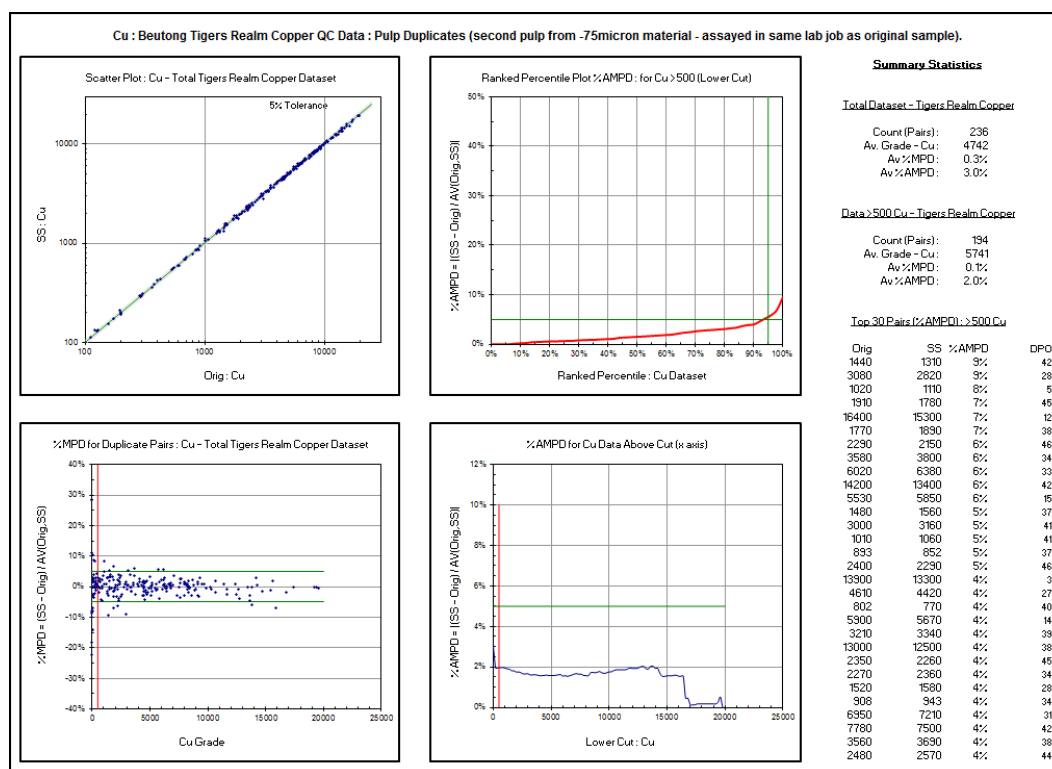 Cu : Beutong Tigers Realm Copper QC Data : Pulp Duplicates (second pulp from -75micron material - assayed in same lab job as original sample).
Scatter Plot : Cu - Total Tigers Realm Copper Dataset
5% Tolerance
10000
1000
100
100 1000 10000
SS : Cu
Orig : Cu
Ranked Percentile Plot %AMPD : for Cu >500 (Lower Cut)
50%
40%
30%
20%
10%
0%
0% 10% 20% 30% 40% 50% 60% 70% 80% 90% 100%
%AMPD = |(SS - Orig) / AV(Orig,SS)|
Ranked Percentile : Cu Dataset
%MPD for Duplicate Pairs : Cu - Total Tigers Realm Copper Dataset
40%
30%
20%
10%
0%
-10%
-20%
-30%
-40%
0 5000 10000 15000 20000 25000
%MPD = (SS - Orig) / AV(Orig,SS)
Cu Grade
%AMPD for Cu Data Above Cut (x axis)
12%
10%
8%
6%
4%
2%
0%
0 5000 10000 15000 20000 25000
%AMPD = |(SS - Orig) / AV(Orig,SS)|
Lower Cut : Cu
Summary Statistics
Total Dataset - Tigers Realm Copper
Count (Pairs) : 236
Av. Grade - Cu : 4742
Av %MPD : 0.3%
Av %AMPD : 3.0%
Data >500 Cu - Tigers Realm Copper
Count (Pairs) : 194
Av. Grade - Cu : 5741
Av %MPD : 0.1%
Av %AMPD : 2.0%
Top 30 Pairs (%AMPD) : >500 Cu
Orig SS %AMPD DPO
1440 1310 9% 42
3080 2820 9% 28
1020 1110 8% 5
1910 1780 7% 45
16400 15300 7% 12
1770 1890 7% 38
2290 2150 6% 46
3580 3800 6% 34
6020 6380 6% 33
14200 13400 6% 42
5530 5850 6% 15
1480 1560 5% 37
3000 3160 5% 41
1010 1060 5% 41
893 852 5% 37
2400 2290 5% 46
13900 13300 4% 3
4610 4420 4% 27
802 770 4% 40
5900 5670 4% 14
3210 3340 4% 39
13000 12500 4% 38
2350 2260 4% 45
2270 2360 4% 34
1520 1580 4% 28
908 943 4% 34
6950 7210 4% 31
7780 7500 4% 42
3560 3690 4% 38
2480 2570 4% 44